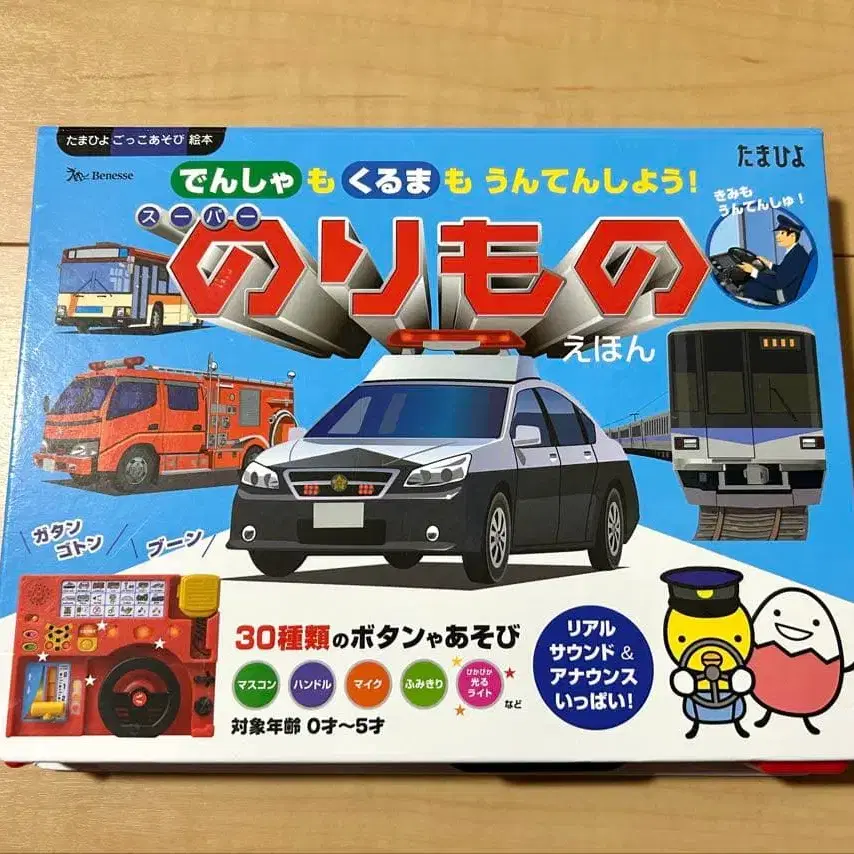 たまひよ ごっこあそび 絵本
Benesse
たまひよ
でんしゃ も くるま も うんてんしよう!
きみも
うんてんしゅ!
スーパー
のりもの
えほん
ガタン
ゴトン
ブーン
30種類のボタンやあそび
マスコン
ハンドル
マイク
ふみきり
ぴかぴか
光る
ライト
など
対象年齢 0才〜5才
リアル
サウンド &
アナウンス
いっぱい!